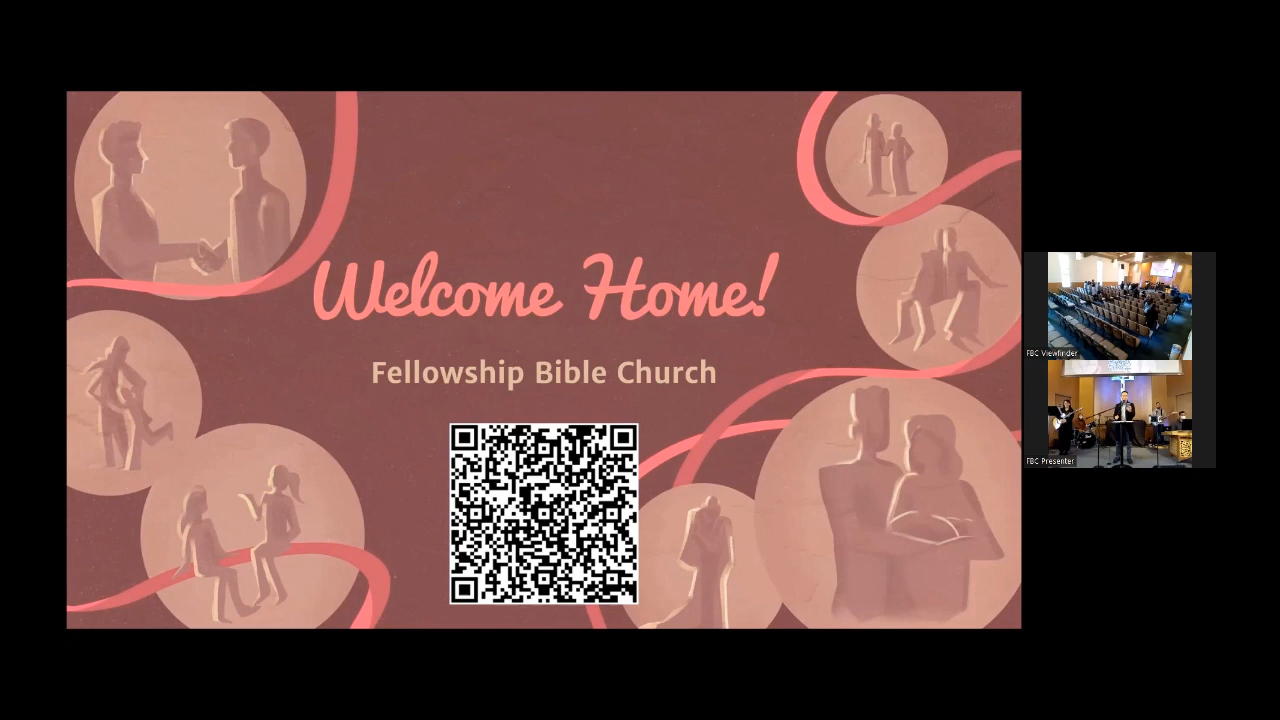 Welcome Home!
Fellowship Bible Church
FBC Viewfinder
FBC Presenter